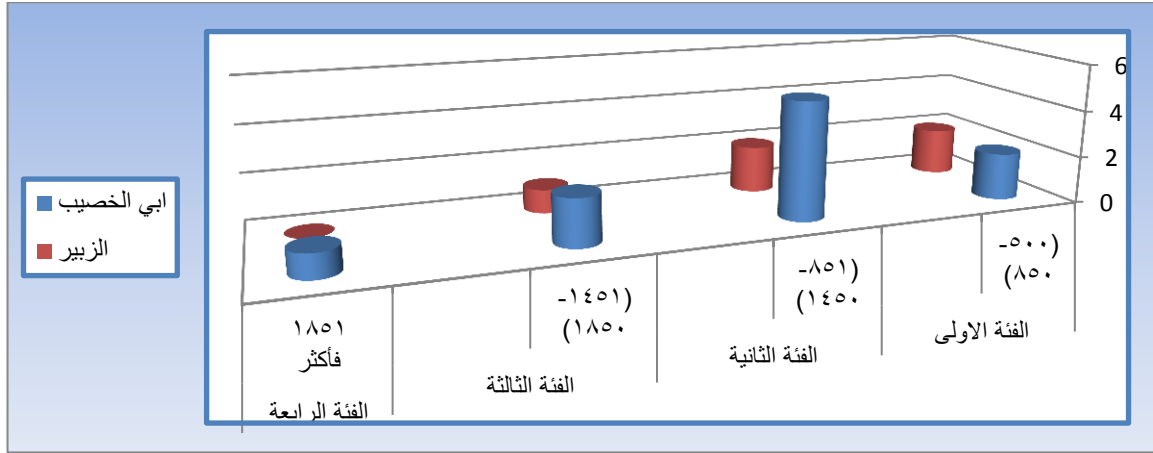 6
4
2
0
ابي الخصيب
الزبير
(٥٠٠-
٨٥٠)
(٨٥١-
١٤٥٠)
(١٤٥١-
١٨٥٠)
١٨٥١
فأكثر
الفئة الاولى
الفئة الثانية
الفئة الثالثة
الفئة الرابعة